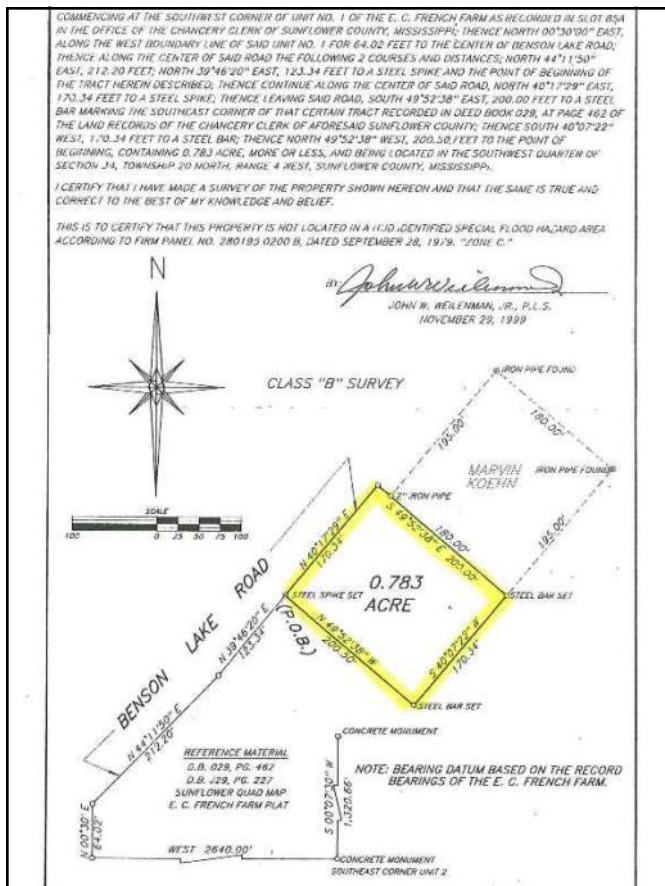 COMMENCING AT THE SOUTHWEST CORNER OF UNIT NO. 1 OF THE E. C. FRENCH FARM AS RECORDED IN SLOT 85A
IN THE OFFICE OF THE CHANCERY CLERK OF SUNFLOWER COUNTY, MISSISSIPPI; THENCE NORTH 00°30'00" EAST,
ALONG THE WEST BOUNDARY LINE OF SAID UNIT NO. 1 FOR 64.02 FEET TO THE CENTER OF BENSON LAKE ROAD;
THENCE ALONG THE CENTER OF SAID ROAD THE FOLLOWING 2 COURSES AND DISTANCES; NORTH 44°11'50"
EAST, 212.20 FEET; NORTH 39°46'20" EAST, 123.34 FEET TO A STEEL SPIKE AND THE POINT OF BEGINNING OF
THE TRACT HEREIN DESCRIBED; THENCE CONTINUE ALONG THE CENTER OF SAID ROAD, NORTH 40°17'29" EAST,
170.34 FEET TO A STEEL SPIKE; THENCE LEAVING SAID ROAD, SOUTH 49°52'38" EAST, 200.00 FEET TO A STEEL
BAR MARKING THE SOUTHEAST CORNER OF THAT CERTAIN TRACT RECORDED IN DEED BOOK 029, AT PAGE 462 OF
THE LAND RECORDS OF THE CHANCERY CLERK OF AFORESAID SUNFLOWER COUNTY; THENCE SOUTH 40°07'22"
WEST, 170.34 FEET TO A STEEL BAR; THENCE NORTH 49°52'38" WEST, 200.50 FEET TO THE POINT OF
BEGINNING, CONTAINING 0.783 ACRE, MORE OR LESS, AND BEING LOCATED IN THE SOUTHWEST QUARTER OF
SECTION 34, TOWNSHIP 20 NORTH, RANGE 4 WEST, SUNFLOWER COUNTY, MISSISSIPPI.
I CERTIFY THAT I HAVE MADE A SURVEY OF THE PROPERTY SHOWN HEREON AND THAT THE SAME IS TRUE AND
CORRECT TO THE BEST OF MY KNOWLEDGE AND BELIEF.
THIS IS TO CERTIFY THAT THIS PROPERTY IS NOT LOCATED IN A HUD IDENTIFIED SPECIAL FLOOD HAZARD AREA
ACCORDING TO FIRM PANEL NO. 280195 0200 B, DATED SEPTEMBER 28, 1979. "ZONE C."
N
BY
JOHN W. WEILENMAN, JR., P.L.S.
NOVEMBER 29, 1999
CLASS "B" SURVEY
IRON PIPE FOUND
195.00'
180.00'
MARVIN
KOEHN
IRON PIPE FOUND
2" IRON PIPE
SCALE
100 0 25 50 75 100
N 40°17'29" E
170.34'
S 49°52'38" E 200.00'
180.00'
195.00'
0.783
ACRE
STEEL SPIKE SET
STEEL BAR SET
(P.O.B.)
N 49°52'38" W
200.50'
S 40°07'22" W
170.34'
BENSON LAKE ROAD
N 39°46'20" E
123.34'
STEEL BAR SET
N 44°11'50" E
212.20'
CONCRETE MONUMENT
REFERENCE MATERIAL
D.B. 029, PG. 467
D.B. J29, PG. 227
SUNFLOWER QUAD MAP
E. C. FRENCH FARM PLAT
S 00°07'30" W
1,320.66'
NOTE: BEARING DATUM BASED ON THE RECORD
BEARINGS OF THE E. C. FRENCH FARM.
N 00°30' E
64.02'
WEST 2640.00'
CONCRETE MONUMENT
SOUTHEAST CORNER UNIT 2